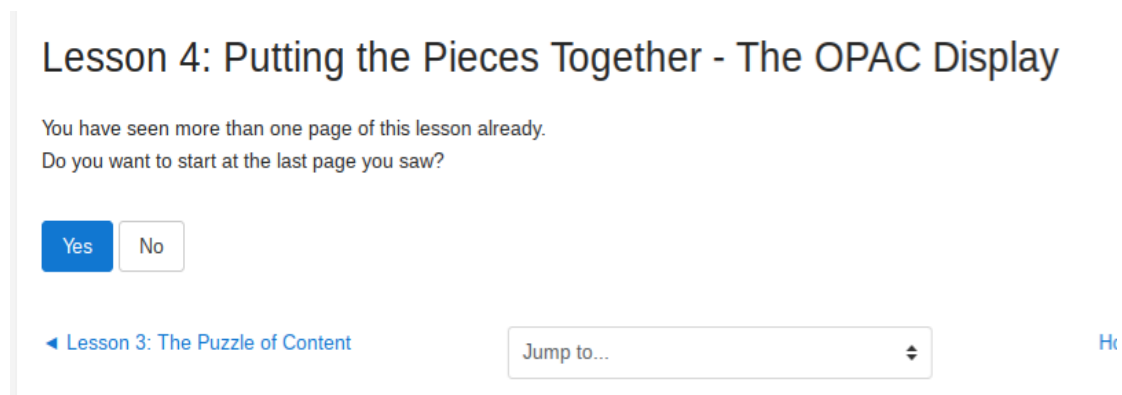 Lesson 4: Putting the Pieces Together - The OPAC Display
You have seen more than one page of this lesson already.
Do you want to start at the last page you saw?
Yes No
◄ Lesson 3: The Puzzle of Content
Jump to...